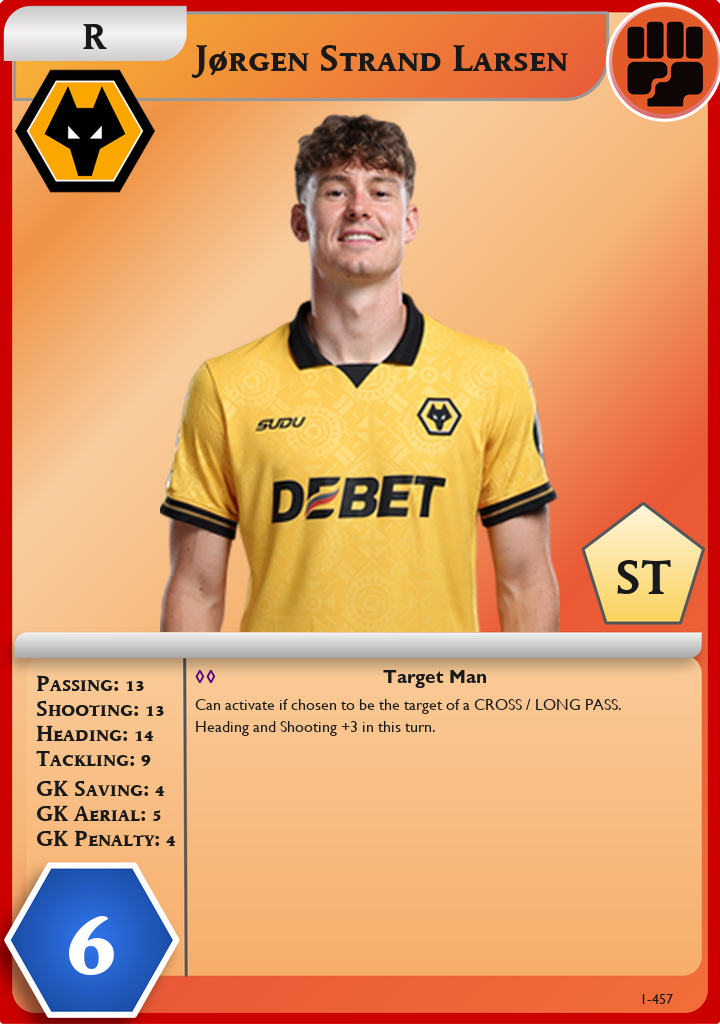 R
Jørgen Strand Larsen
SUDU
DEBET
ST
Passing: 13
Shooting: 13
Heading: 14
Tackling: 9
GK Saving: 4
GK Aerial: 5
GK Penalty: 4
6
Target Man
Can activate if chosen to be the target of a CROSS / LONG PASS.
Heading and Shooting +3 in this turn.
1-457